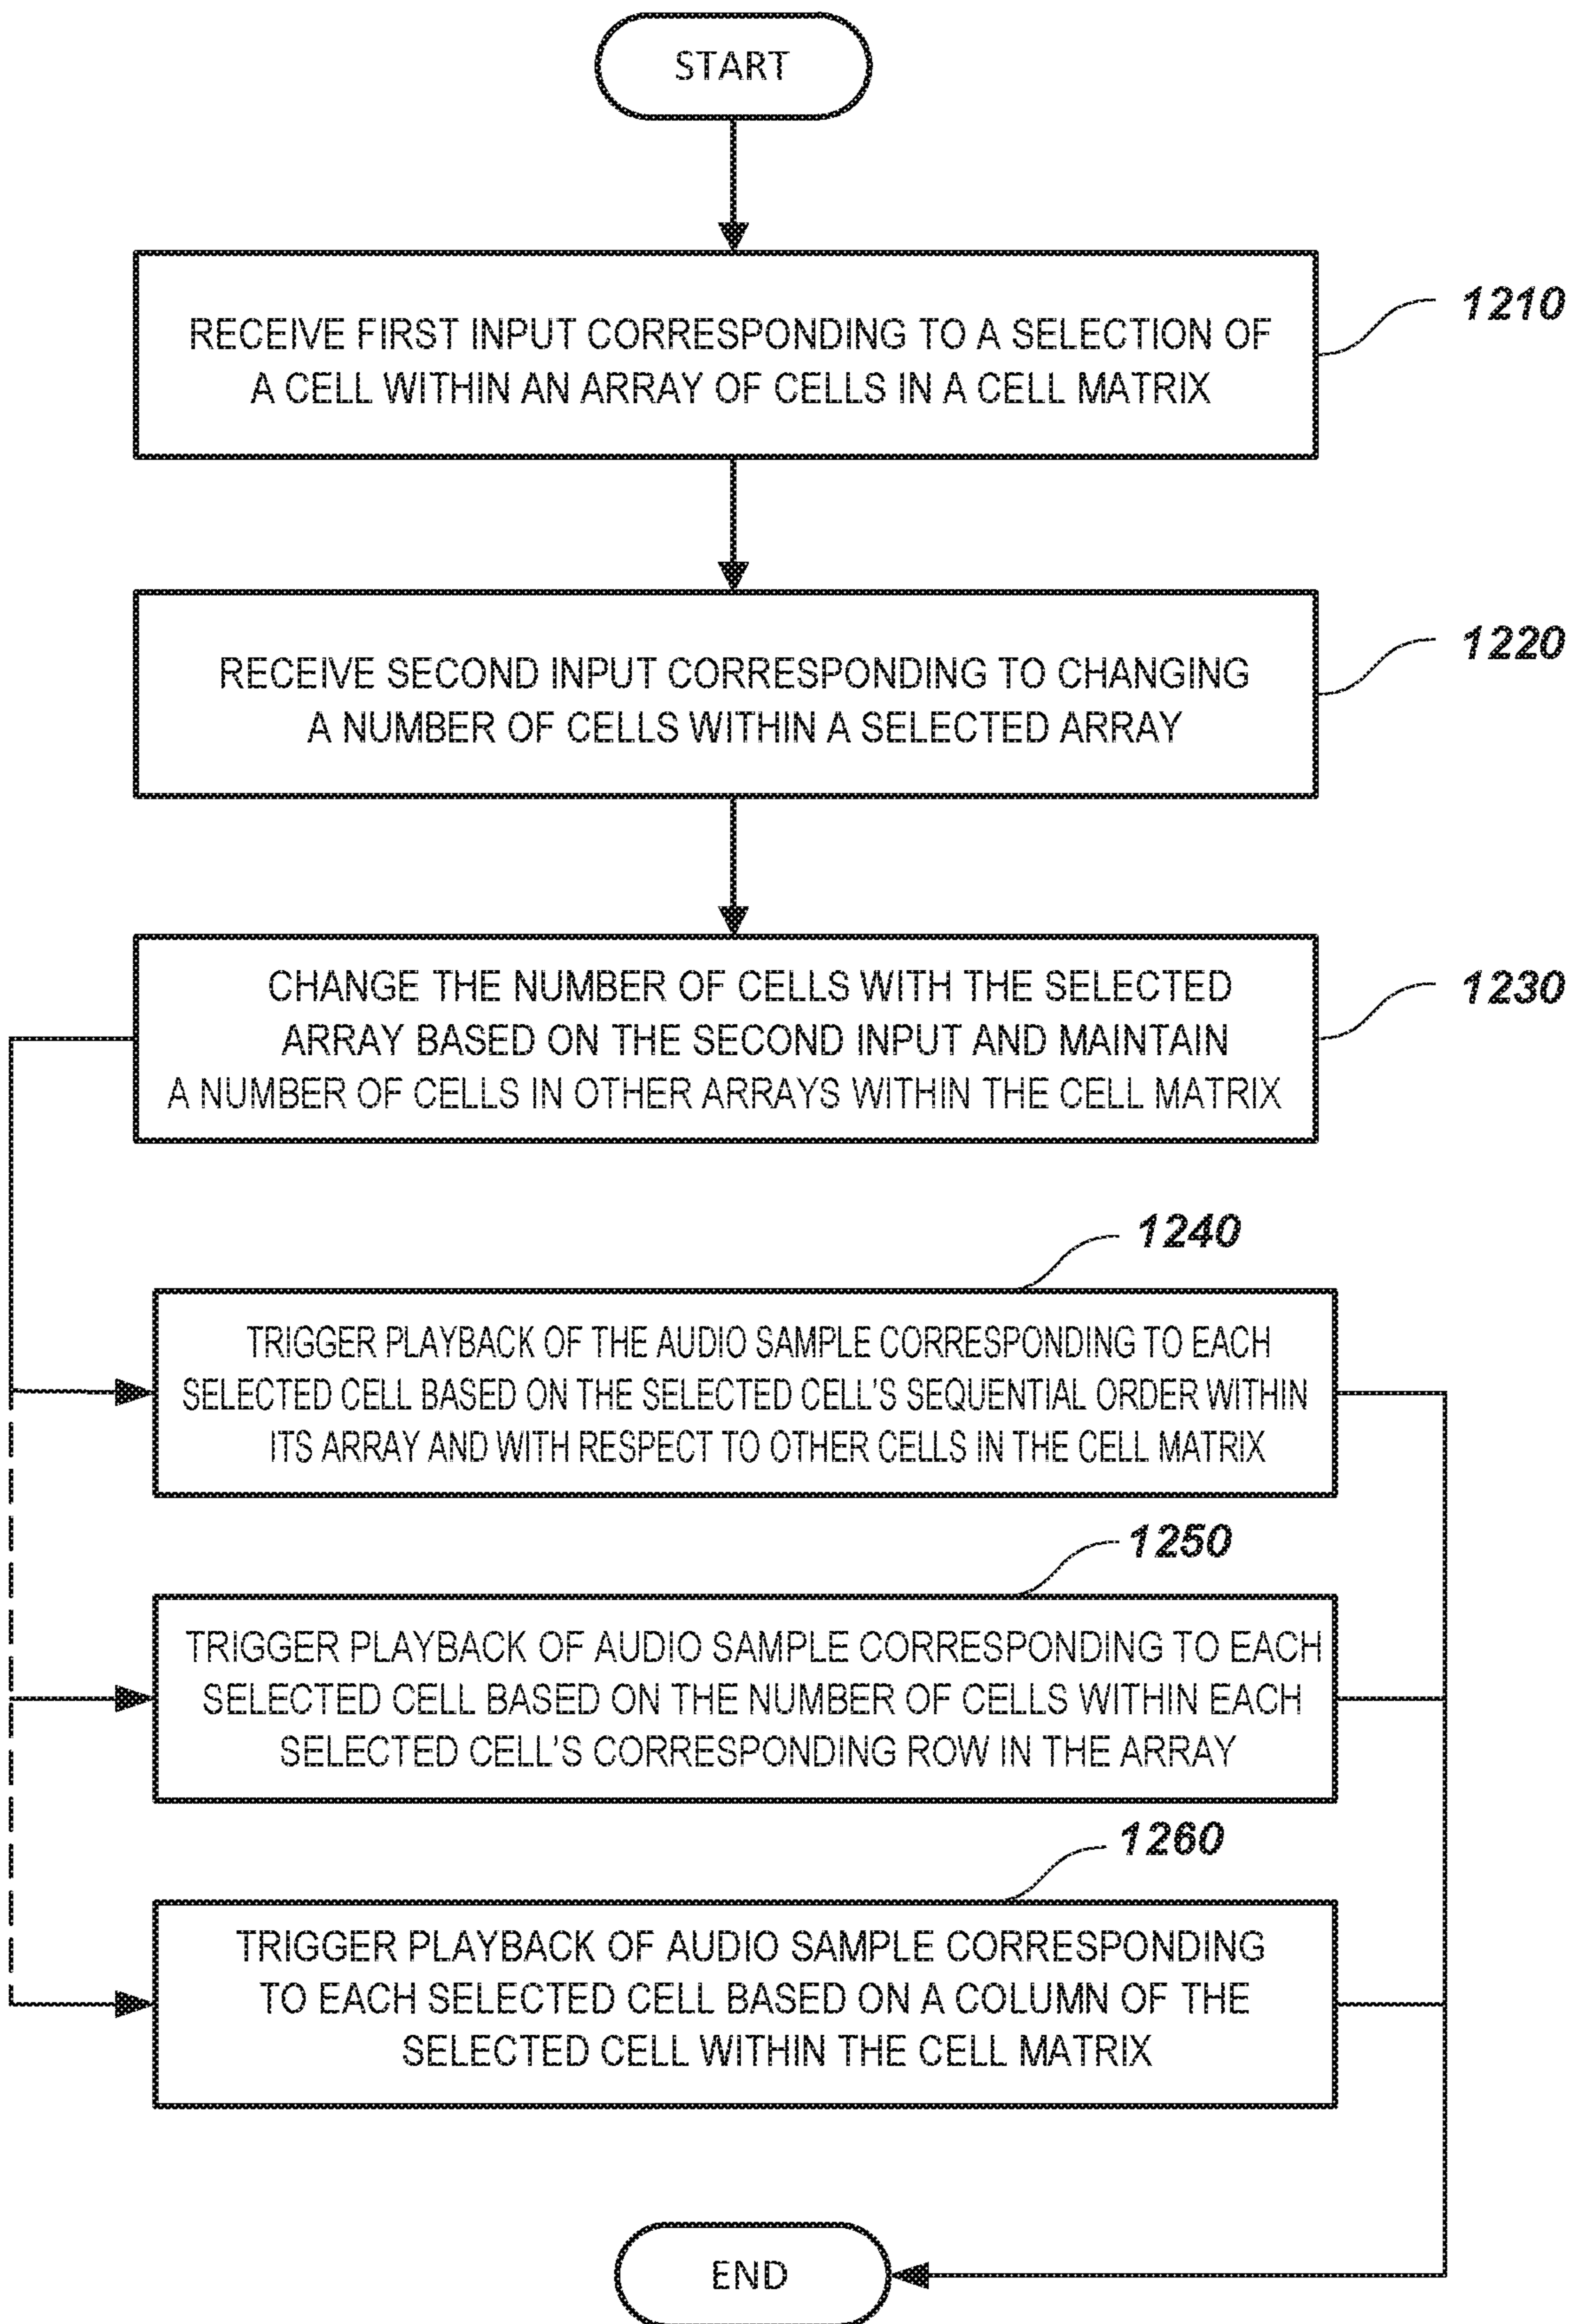 START
RECEIVE FIRST INPUT CORRESPONDING TO A SELECTION OF
A CELL WITHIN AN ARRAY OF CELLS IN A CELL MATRIX
1210
RECEIVE SECOND INPUT CORRESPONDING TO CHANGING
A NUMBER OF CELLS WITHIN A SELECTED ARRAY
1220
CHANGE THE NUMBER OF CELLS WITH THE SELECTED
ARRAY BASED ON THE SECOND INPUT AND MAINTAIN
A NUMBER OF CELLS IN OTHER ARRAYS WITHIN THE CELL MATRIX
1230
1240
TRIGGER PLAYBACK OF THE AUDIO SAMPLE CORRESPONDING TO EACH
SELECTED CELL BASED ON THE SELECTED CELL'S SEQUENTIAL ORDER WITHIN
ITS ARRAY AND WITH RESPECT TO OTHER CELLS IN THE CELL MATRIX
1250
TRIGGER PLAYBACK OF AUDIO SAMPLE CORRESPONDING TO EACH
SELECTED CELL BASED ON THE NUMBER OF CELLS WITHIN EACH
SELECTED CELL'S CORRESPONDING ROW IN THE ARRAY
1260
TRIGGER PLAYBACK OF AUDIO SAMPLE CORRESPONDING
TO EACH SELECTED CELL BASED ON A COLUMN OF THE
SELECTED CELL WITHIN THE CELL MATRIX
END